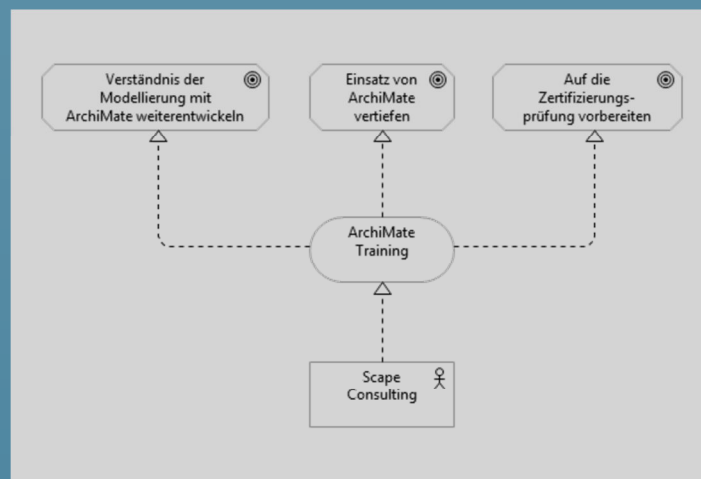 Verständnis der
Modellierung mit
ArchiMate weiterentwickeln
Einsatz von
ArchiMate
vertiefen
Auf die
Zertifizierungs-
prüfung vorbereiten
ArchiMate
Training
Scape
Consulting